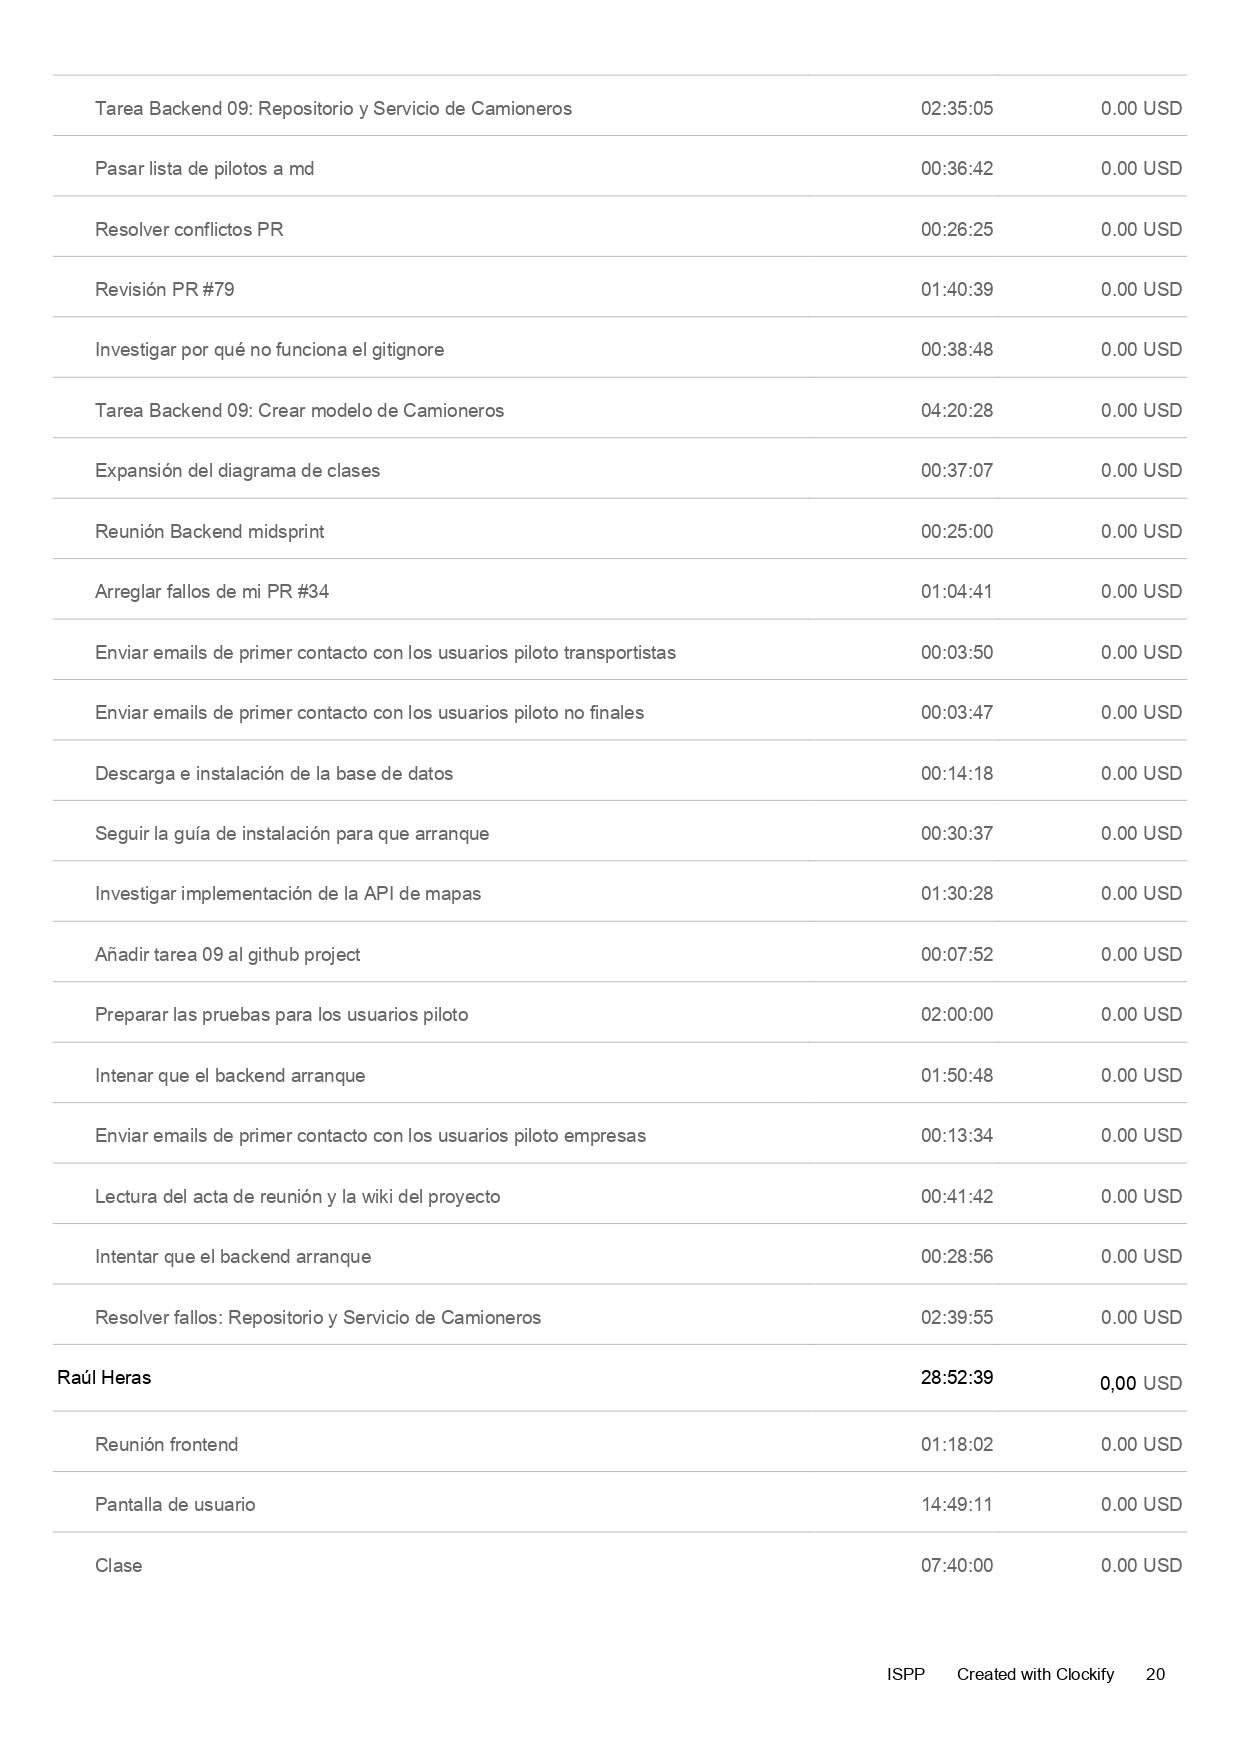 Tarea Backend 09: Repositorio y Servicio de Camioneros 02:35:05 0.00 USD
Pasar lista de pilotos a md 00:36:42 0.00 USD
Resolver conflictos PR 00:26:25 0.00 USD
Revisión PR #79 01:40:39 0.00 USD
Investigar por qué no funciona el gitignore 00:38:48 0.00 USD
Tarea Backend 09: Crear modelo de Camioneros 04:20:28 0.00 USD
Expansión del diagrama de clases 00:37:07 0.00 USD
Reunión Backend midsprint 00:25:00 0.00 USD
Arreglar fallos de mi PR #34 01:04:41 0.00 USD
Enviar emails de primer contacto con los usuarios piloto transportistas 00:03:50 0.00 USD
Enviar emails de primer contacto con los usuarios piloto no finales 00:03:47 0.00 USD
Descarga e instalación de la base de datos 00:14:18 0.00 USD
Seguir la guía de instalación para que arranque 00:30:37 0.00 USD
Investigar implementación de la API de mapas 01:30:28 0.00 USD
Añadir tarea 09 al github project 00:07:52 0.00 USD
Preparar las pruebas para los usuarios piloto 02:00:00 0.00 USD
Intenar que el backend arranque 01:50:48 0.00 USD
Enviar emails de primer contacto con los usuarios piloto empresas 00:13:34 0.00 USD
Lectura del acta de reunión y la wiki del proyecto 00:41:42 0.00 USD
Intentar que el backend arranque 00:28:56 0.00 USD
Resolver fallos: Repositorio y Servicio de Camioneros 02:39:55 0.00 USD
Raúl Heras 28:52:39 0,00 USD
Reunión frontend 01:18:02 0.00 USD
Pantalla de usuario 14:49:11 0.00 USD
Clase 07:40:00 0.00 USD
ISPP Created with Clockify 20